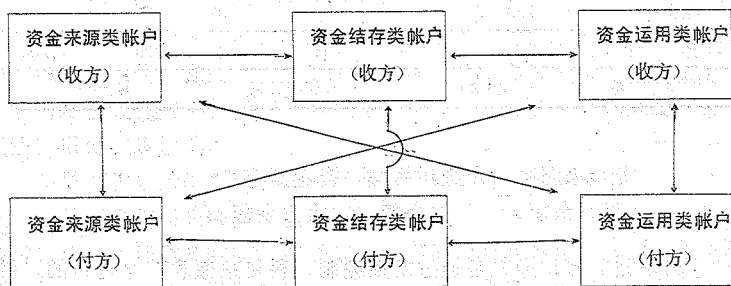 资金来源类帐户
（收方）
资金结存类帐户
（收方）
资金运用类帐户
（收方）
资金来源类帐户
（付方）
资金结存类帐户
（付方）
资金运用类帐户
（付方）